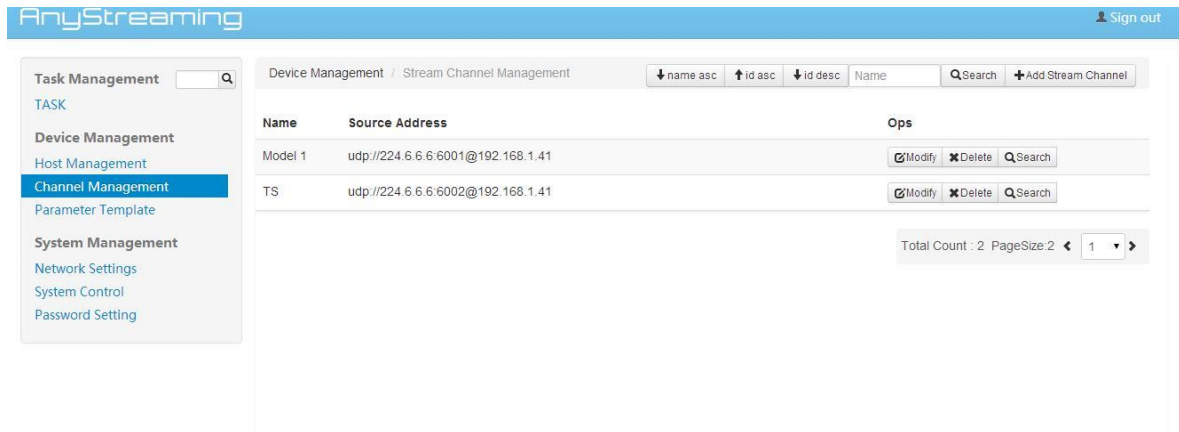 AnyStreaming
Sign out
Task Management
TASK
Device Management
Host Management
Channel Management
Parameter Template
System Management
Network Settings
System Control
Password Setting
Device Management / Stream Channel Management
name asc id asc id desc Name Search Add Stream Channel
Name Source Address Ops
Model 1 udp://224.6.6.6:6001@192.168.1.41 Modify Delete Search
TS udp://224.6.6.6:6002@192.168.1.41 Modify Delete Search
Total Count : 2 PageSize:2 1